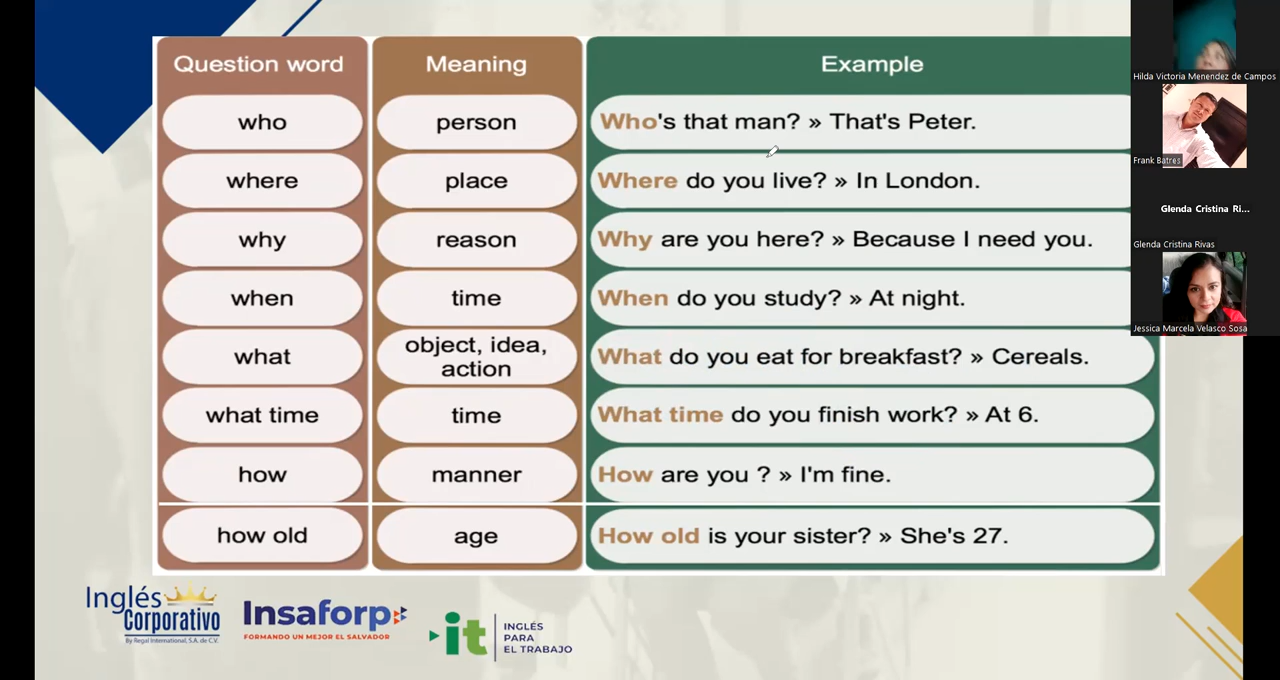 Question word Meaning Example
who person Who's that man? » That's Peter.
where place Where do you live? » In London.
why reason Why are you here? » Because I need you.
when time When do you study? » At night.
what object, idea, action What do you eat for breakfast? » Cereals.
what time time What time do you finish work? » At 6.
how manner How are you ? » I'm fine.
how old age How old is your sister? » She's 27.
Hilda Victoria Menendez de Campos
Frank Batres
Glenda Cristina Ri...
Glenda Cristina Rivas
Jessica Marcela Velasco Sosa
Inglés
Corporativo
By Regal International, S.A. de C.V.
Insaforp
FORMANDO UN MEJOR EL SALVADOR
it
INGLÉS
PARA
EL TRABAJO